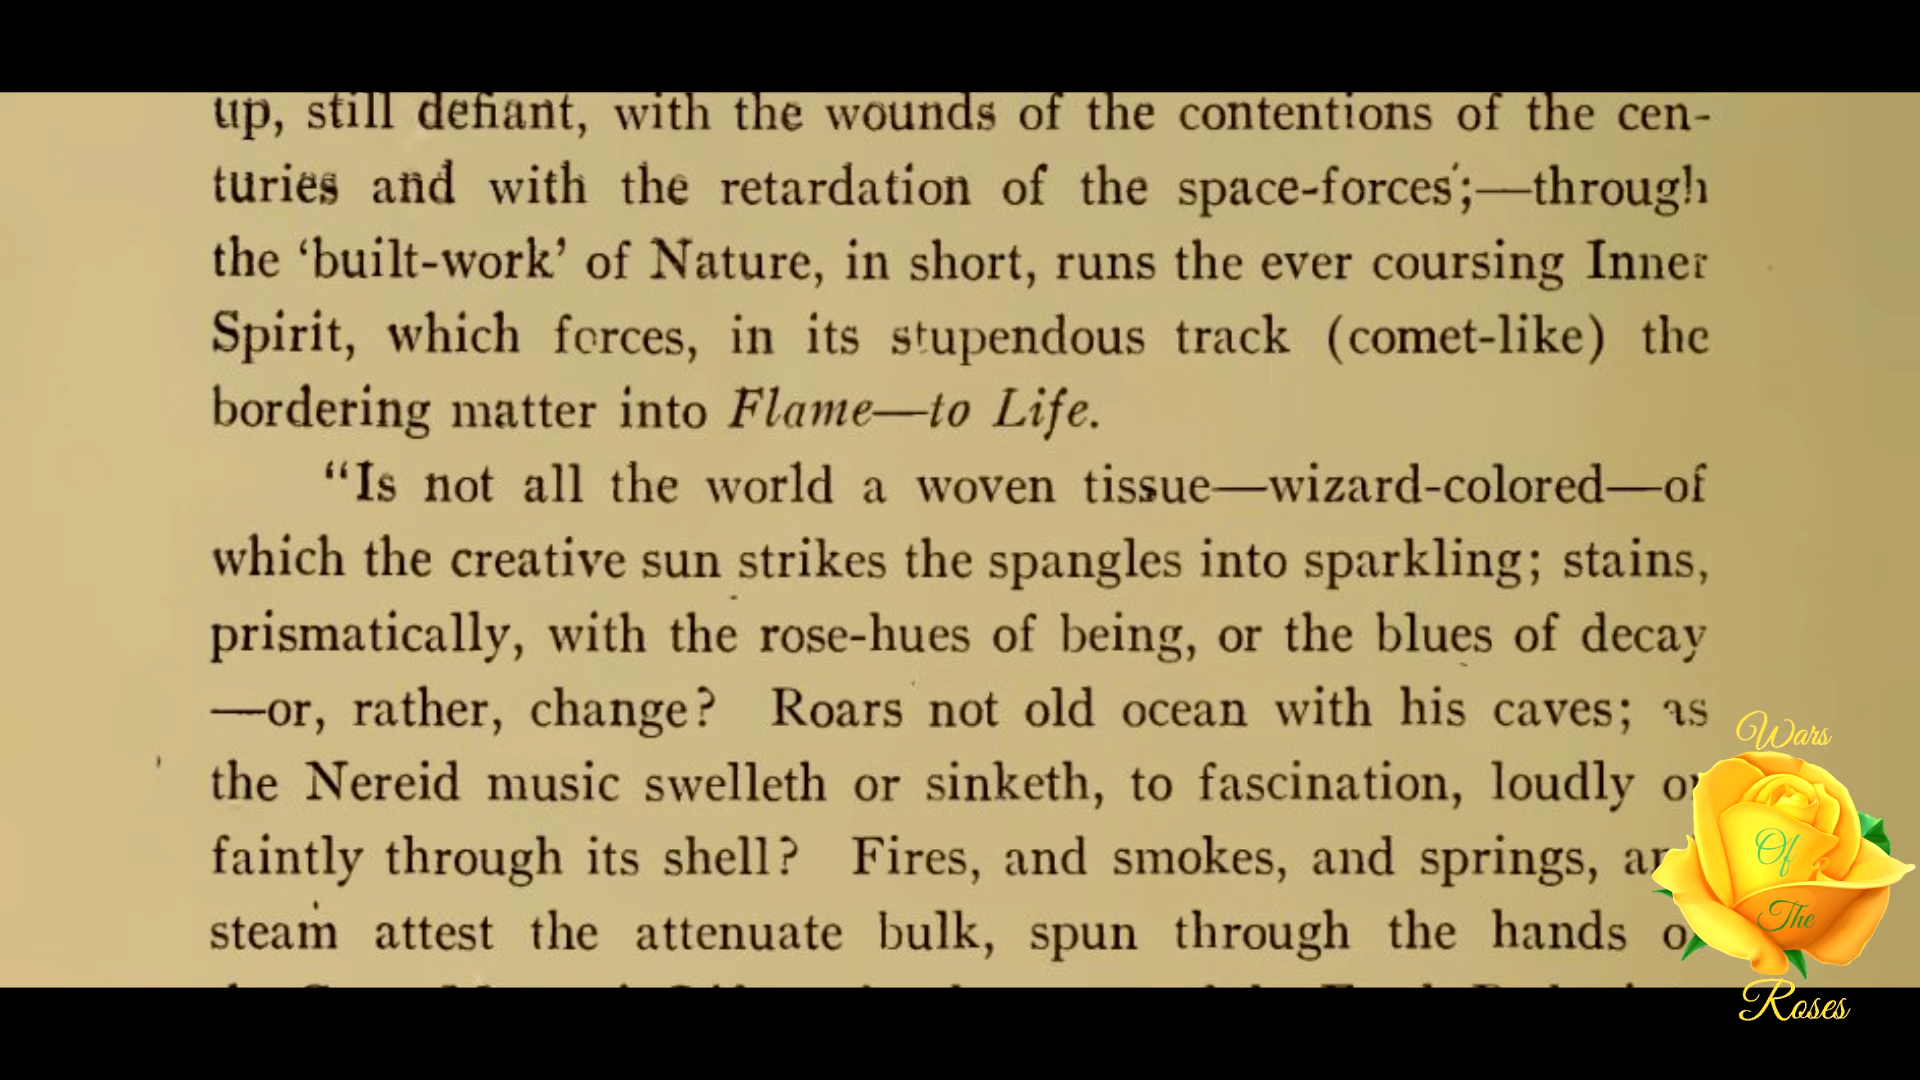 up, still defiant, with the wounds of the contentions of the cen-
turies and with the retardation of the space-forces';—through
the ‘built-work’ of Nature, in short, runs the ever coursing Inner
Spirit, which forces, in its stupendous track (comet-like) the
bordering matter into Flame—to Life.
“Is not all the world a woven tissue—wizard-colored—of
which the creative sun strikes the spangles into sparkling; stains,
prismatically, with the rose-hues of being, or the blues of decay
—or, rather, change? Roars not old ocean with his caves; as
the Nereid music swelleth or sinketh, to fascination, loudly or
faintly through its shell? Fires, and smokes, and springs,
steam attest the attenuate bulk, spun through the hands
Wars
Of
The
Roses